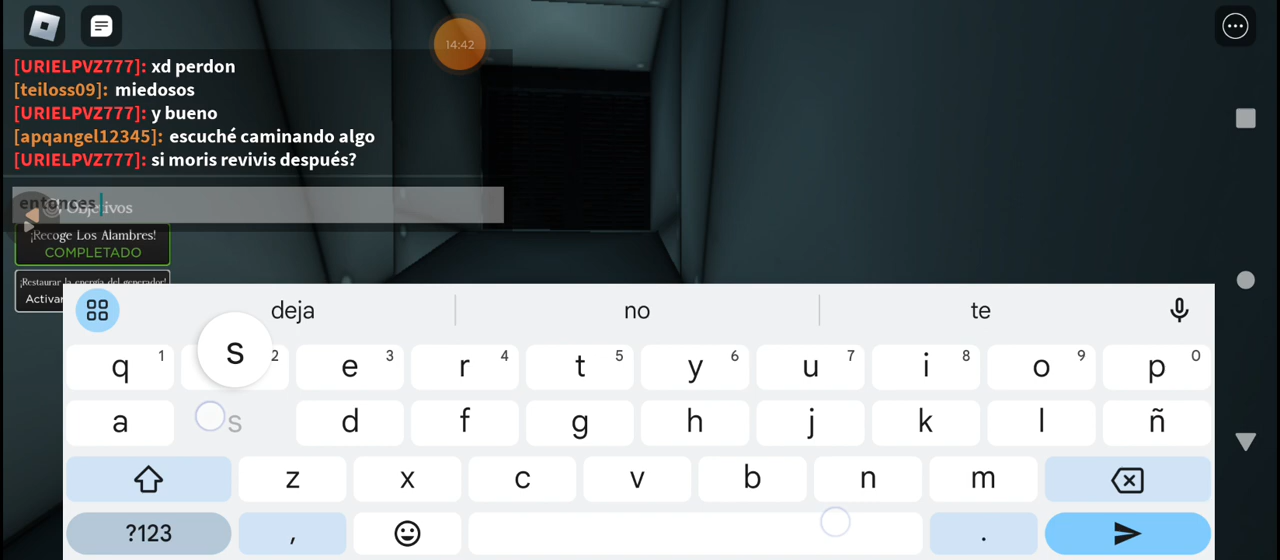 14:42
[URIELPVZ777]: xd perdon
[teiloss09]: miedosos
[URIELPVZ777]: y bueno
[apqangel12345]: escuché caminando algo
[URIELPVZ777]: si moris revivis después?
entonces
Objetivos
¡Recoge Los Alambres!
COMPLETADO
¡Restaurar la energía del generador!
deja no te
s
q 1 2 e 3 r 4 t 5 y 6 u 7 i 8 o 9 p 0
a s d f g h j k l ñ
z x c v b n m
?123 , .